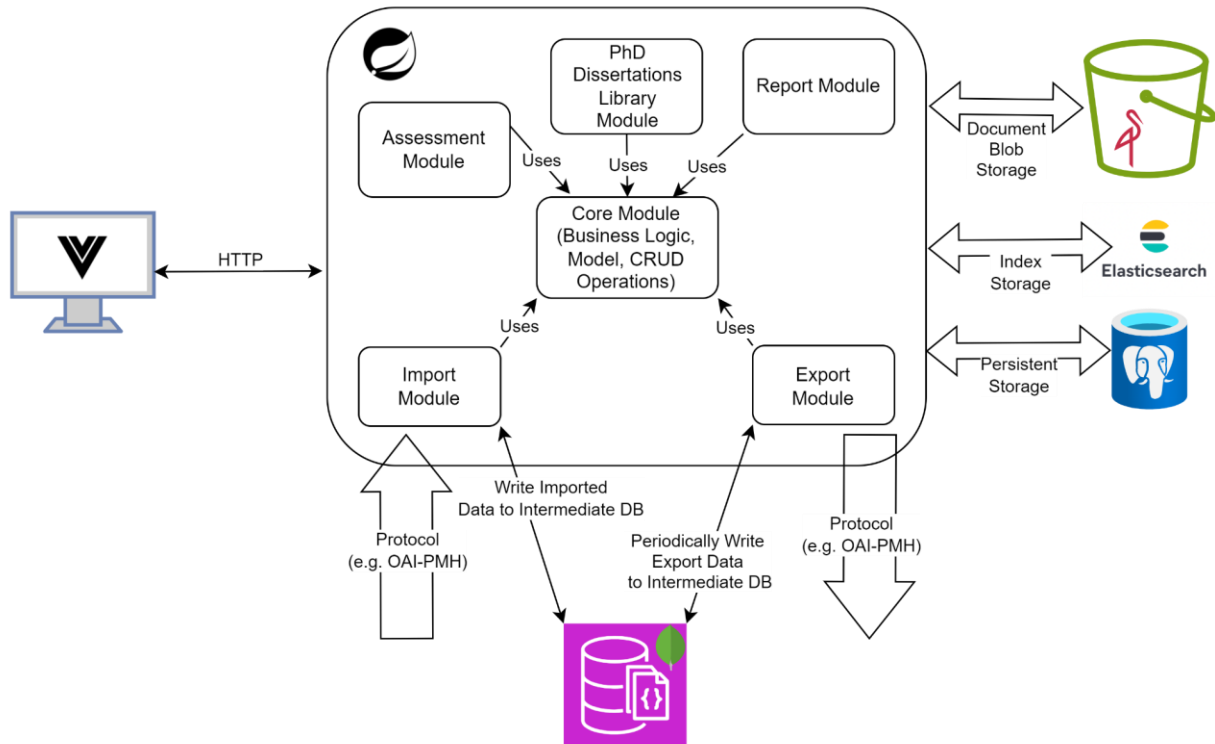 PhD
Dissertations
Library
Module
Report Module
Assessment
Module
Uses
Uses
Uses
Document
Blob
Storage
Core Module
(Business Logic,
Model, CRUD
Operations)
HTTP
Index
Storage
Elasticsearch
Uses
Uses
Import
Module
Export
Module
Persistent
Storage
Write Imported
Data to Intermediate DB
Protocol
(e.g. OAI-PMH)
Periodically Write
Export Data
to Intermediate DB
Protocol
(e.g. OAI-PMH)
{}